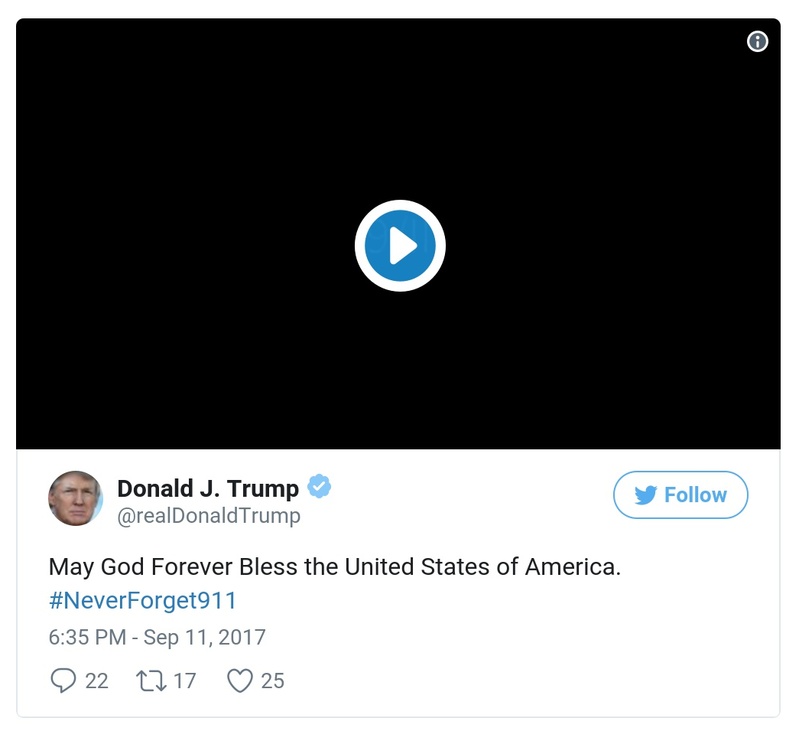 Donald J. Trump
Follow
@realDonaldTrump
May God Forever Bless the United States of America.
#NeverForget911
6:35 PM - Sep 11, 2017
22 17 25